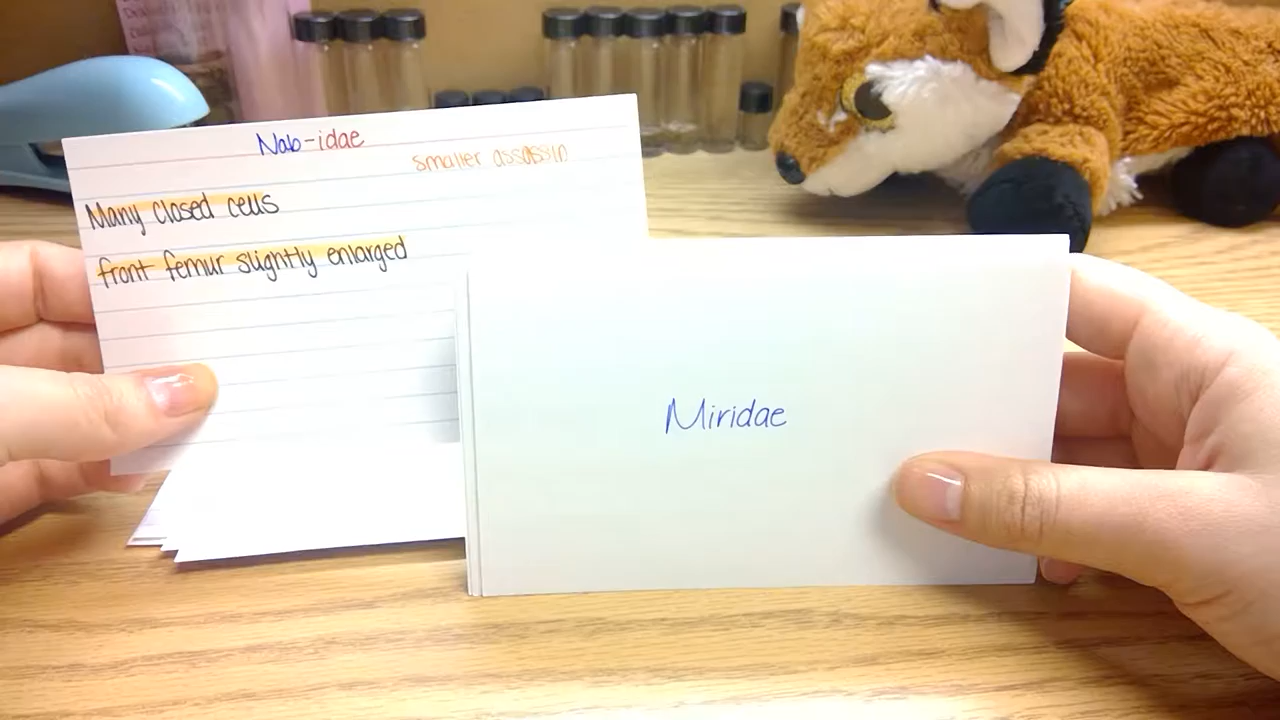 Nab-idae
smaller assassin
Many closed cells
front femur slightly enlarged
Miridae